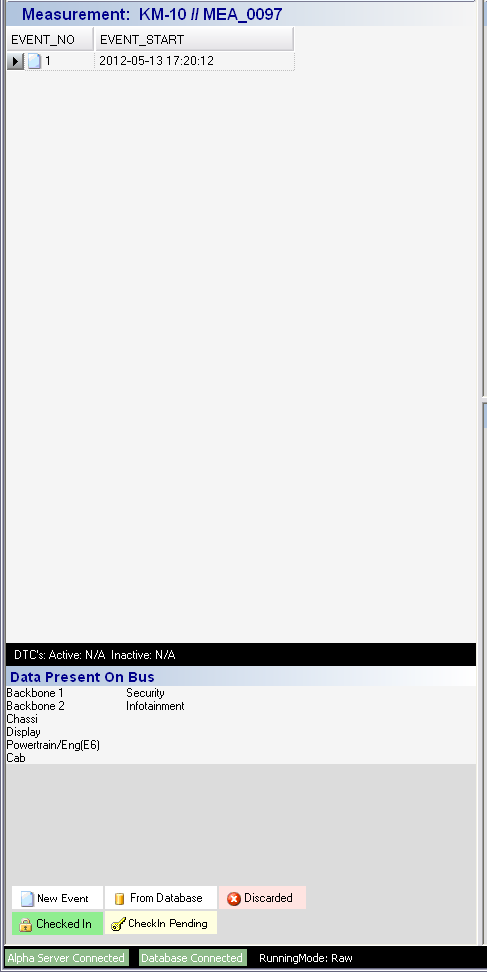 Measurement: KM-10 // MEA_0097
EVENT_NO EVENT_START
1 2012-05-13 17:20:12
DTC's: Active: N/A Inactive: N/A
Data Present On Bus
Backbone 1 Security
Backbone 2 Infotainment
Chassi
Display
Powertrain/Eng(E6)
Cab
New Event From Database Discarded
Checked In CheckIn Pending
Alpha Server Connected Database Connected RunningMode: Raw